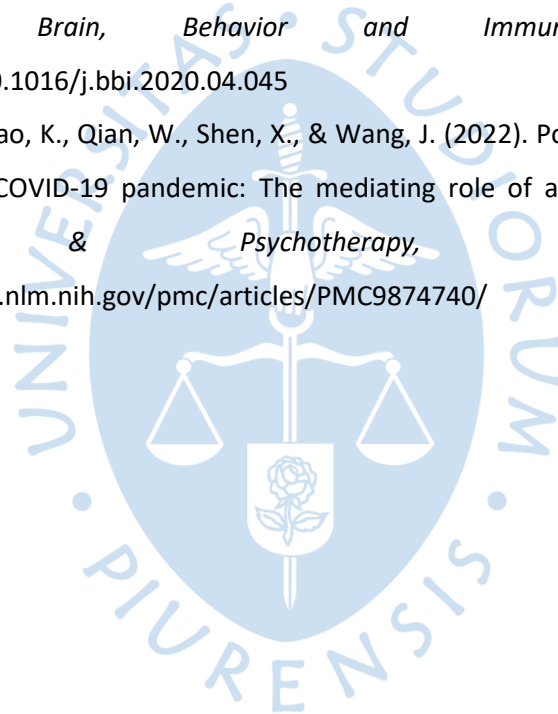 Brain, Behavior and Immun
0.1016/j.bbi.2020.04.045
ao, K., Qian, W., Shen, X., & Wang, J. (2022). Po
COVID-19 pandemic: The mediating role of a
& Psychotherapy,
.nlm.nih.gov/pmc/articles/PMC9874740/
UNIVERSITAS • STUDIORUM • PIURENSIS